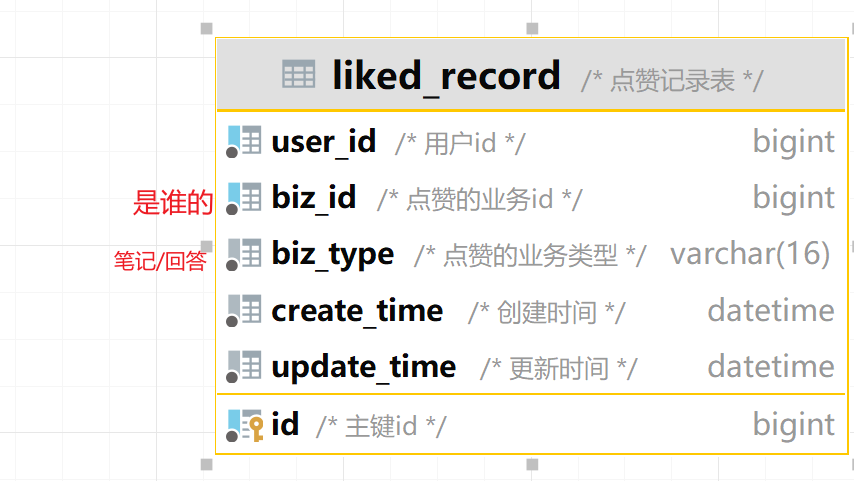 liked_record /* 点赞记录表 */
user_id /* 用户id */ bigint
是谁的 biz_id /* 点赞的业务id */ bigint
笔记/回答 biz_type /* 点赞的业务类型 */ varchar(16)
create_time /* 创建时间 */ datetime
update_time /* 更新时间 */ datetime
id /* 主键id */ bigint